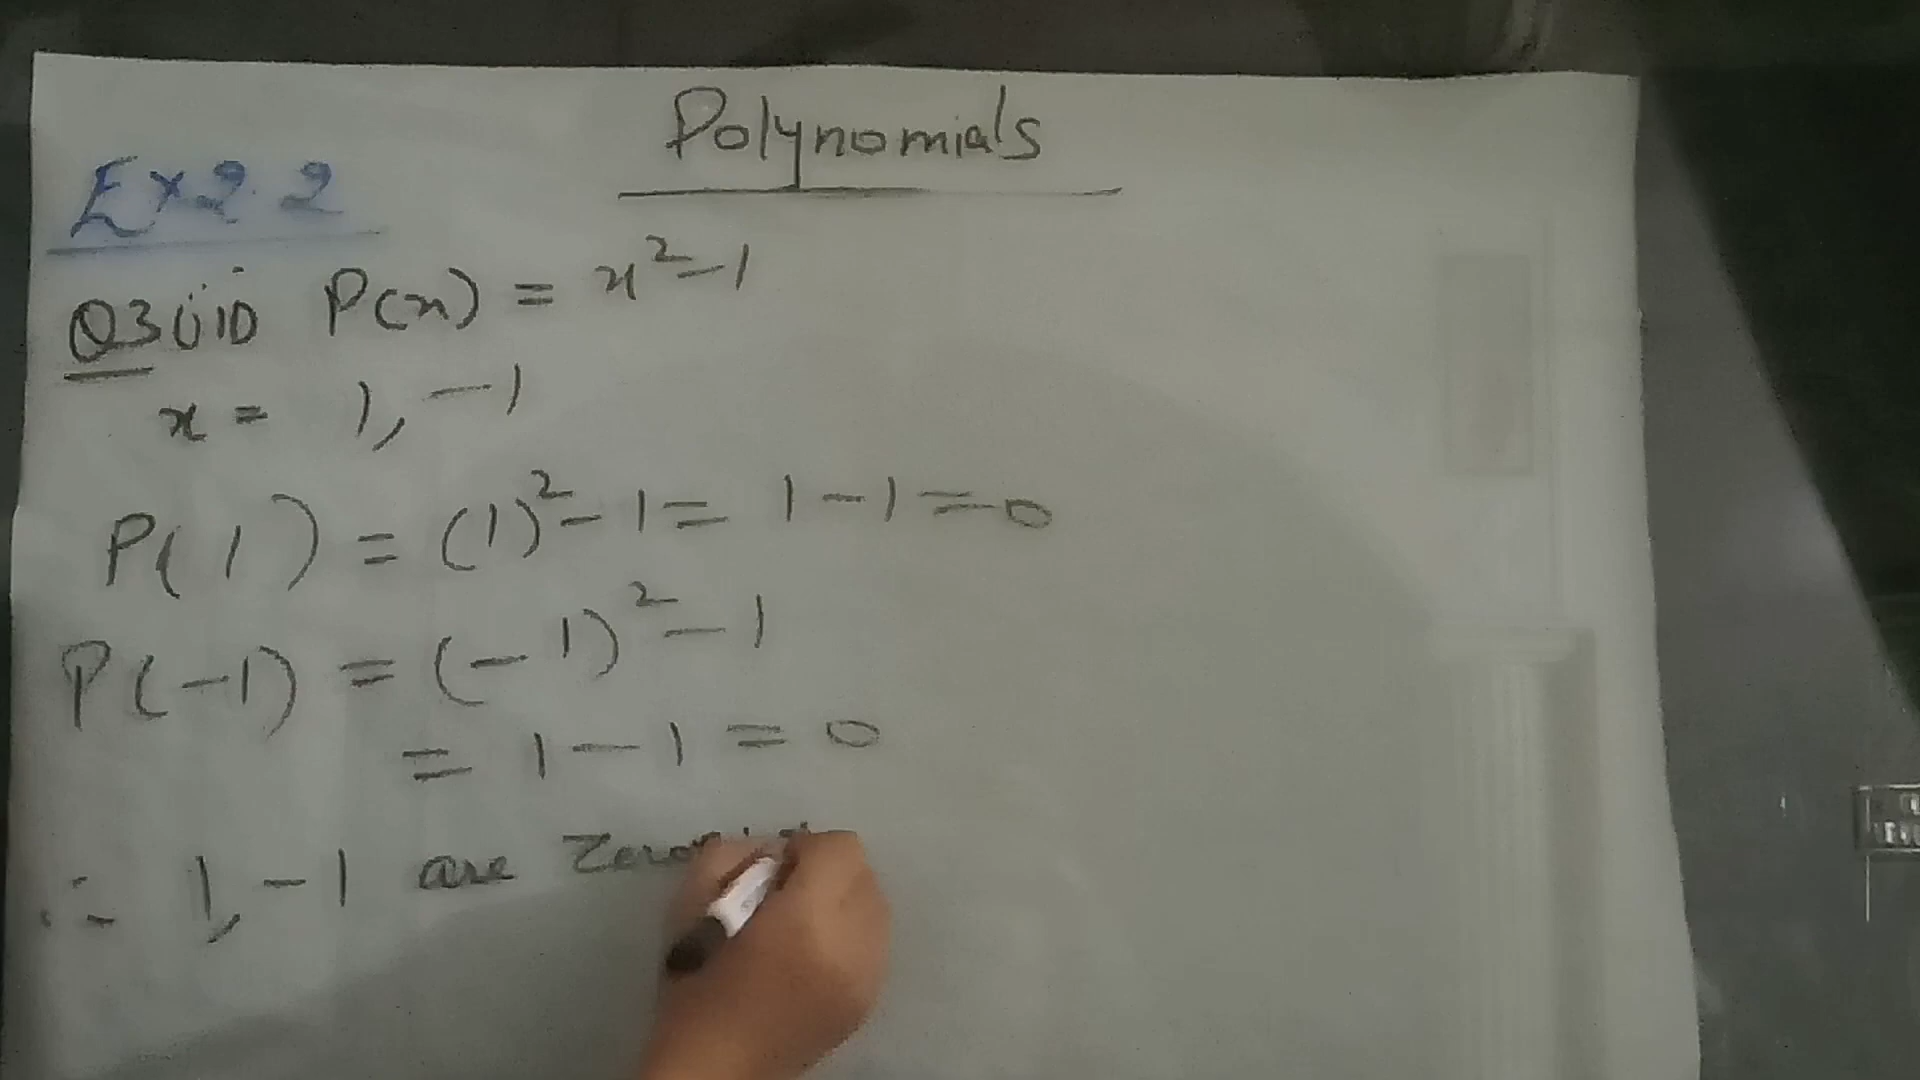 Polynomials
Ex 2.2
Q3 (iii) P(x) = x² - 1
x = 1, -1
P(1) = (1)² - 1 = 1 - 1 = 0
P(-1) = (-1)² - 1
= 1 - 1 = 0
∴ 1, -1 are